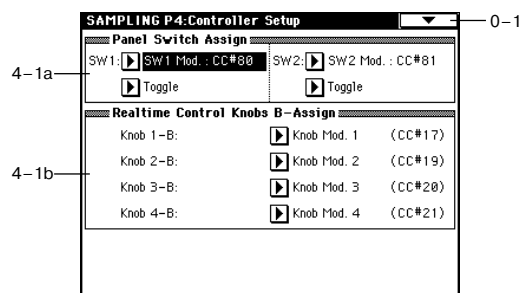 SAMPLING P4:Controller Setup
0-1
Panel Switch Assign
SW1: SW1 Mod. : CC#80 SW2: SW2 Mod. : CC#81
4-1a
Toggle Toggle
Realtime Control Knobs B-Assign
Knob 1-B: Knob Mod. 1 (CC#17)
Knob 2-B: Knob Mod. 2 (CC#19)
4-1b
Knob 3-B: Knob Mod. 3 (CC#20)
Knob 4-B: Knob Mod. 4 (CC#21)